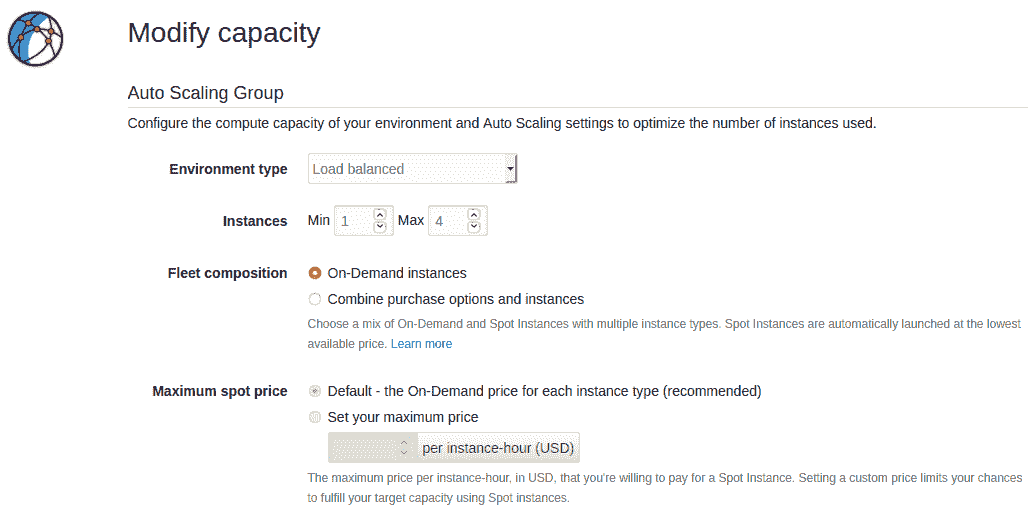 Modify capacity
Auto Scaling Group
Configure the compute capacity of your environment and Auto Scaling settings to optimize the number of instances used.
Environment type Load balanced
Instances Min 1 Max 4
Fleet composition On-Demand instances
Combine purchase options and instances
Choose a mix of On-Demand and Spot Instances with multiple instance types. Spot Instances are automatically launched at the lowest
available price. Learn more
Maximum spot price Default - the On-Demand price for each instance type (recommended)
Set your maximum price
per instance-hour (USD)
The maximum price per instance-hour, in USD, that you're willing to pay for a Spot Instance. Setting a custom price limits your chances
to fulfill your target capacity using Spot instances.